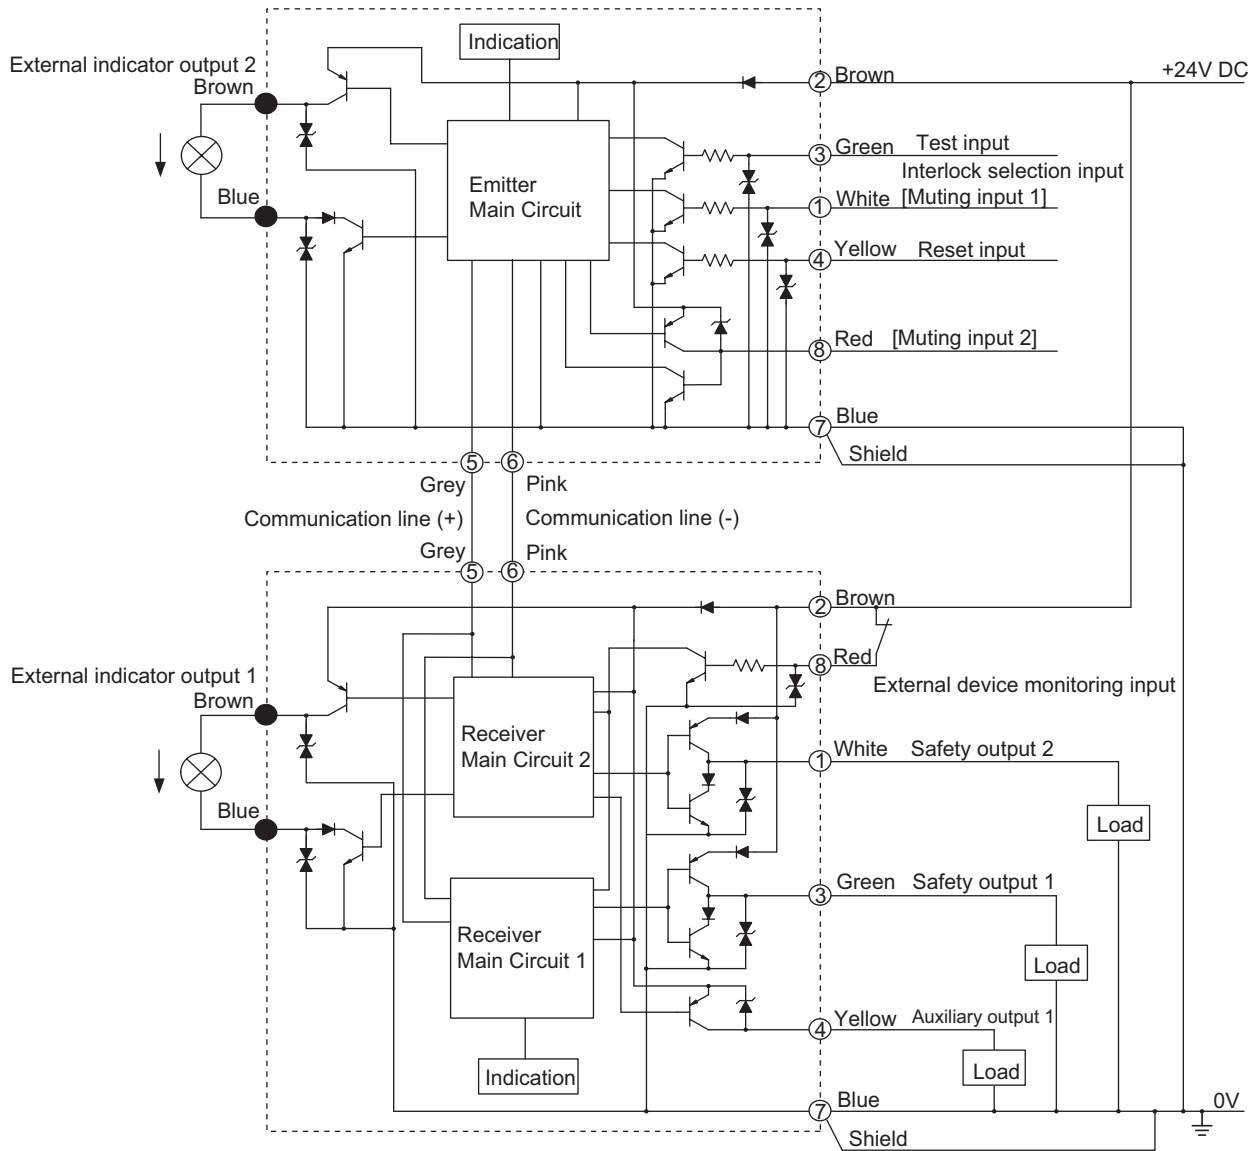 Indication
External indicator output 2
Brown
② Brown
+24V DC
③ Green Test input
Interlock selection input
Emitter
Main Circuit
① White [Muting input 1]
Blue
④ Yellow Reset input
⑧ Red [Muting input 2]
⑦ Blue
Shield
⑤ ⑥
Grey Pink
Communication line (+) Communication line (-)
Grey Pink
⑤ ⑥
② Brown
External indicator output 1
Brown
⑧ Red
External device monitoring input
Receiver
Main Circuit 2
① White Safety output 2
Blue
Load
③ Green Safety output 1
Receiver
Main Circuit 1
Load
④ Yellow Auxiliary output 1
Load
Indication
⑦ Blue
0V
Shield